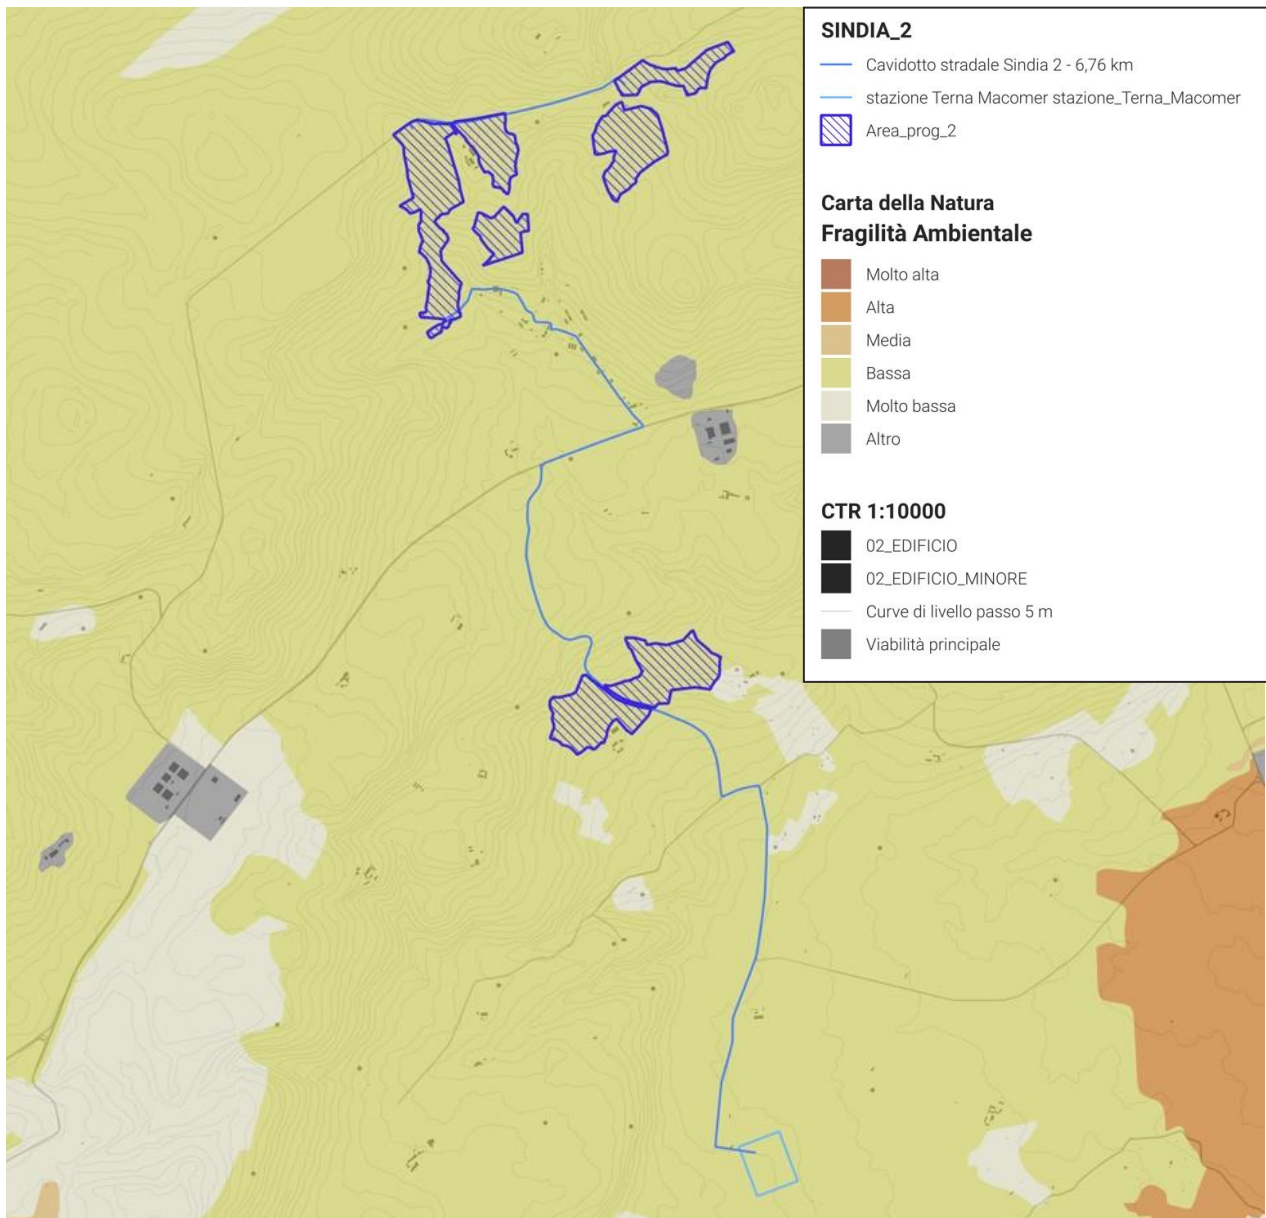 SINDIA_2
Cavidotto stradale Sindia 2 - 6,76 km
stazione Terna Macomer stazione_Terna_Macomer
Area_prog_2
Carta della Natura
Fragilità Ambientale
Molto alta
Alta
Media
Bassa
Molto bassa
Altro
CTR 1:10000
02_EDIFICIO
02_EDIFICIO_MINORE
Curve di livello passo 5 m
Viabilità principale